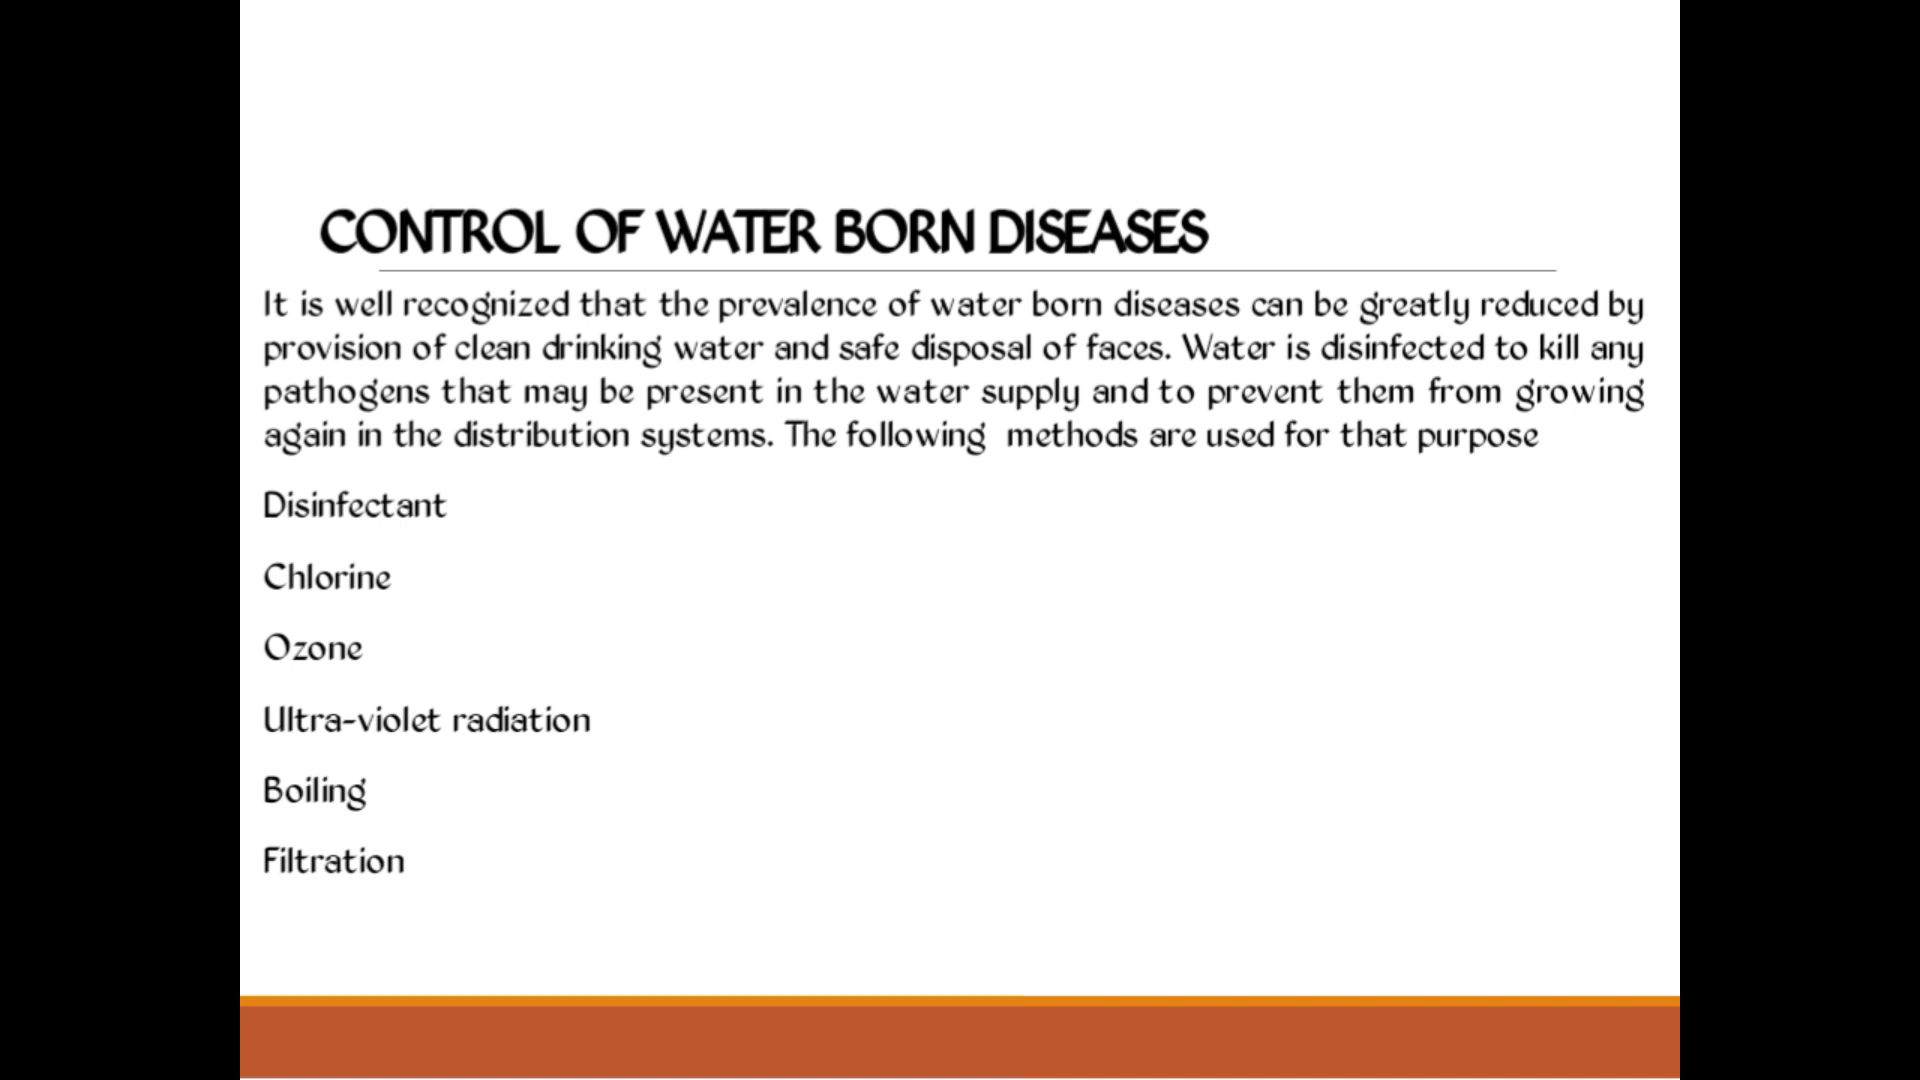 CONTROL OF WATER BORN DISEASES
It is well recognized that the prevalence of water born diseases can be greatly reduced by
provision of clean drinking water and safe disposal of faces. Water is disinfected to kill any
pathogens that may be present in the water supply and to prevent them from growing
again in the distribution systems. The following methods are used for that purpose
Disinfectant
Chlorine
Ozone
Ultra-violet radiation
Boiling
Filtration